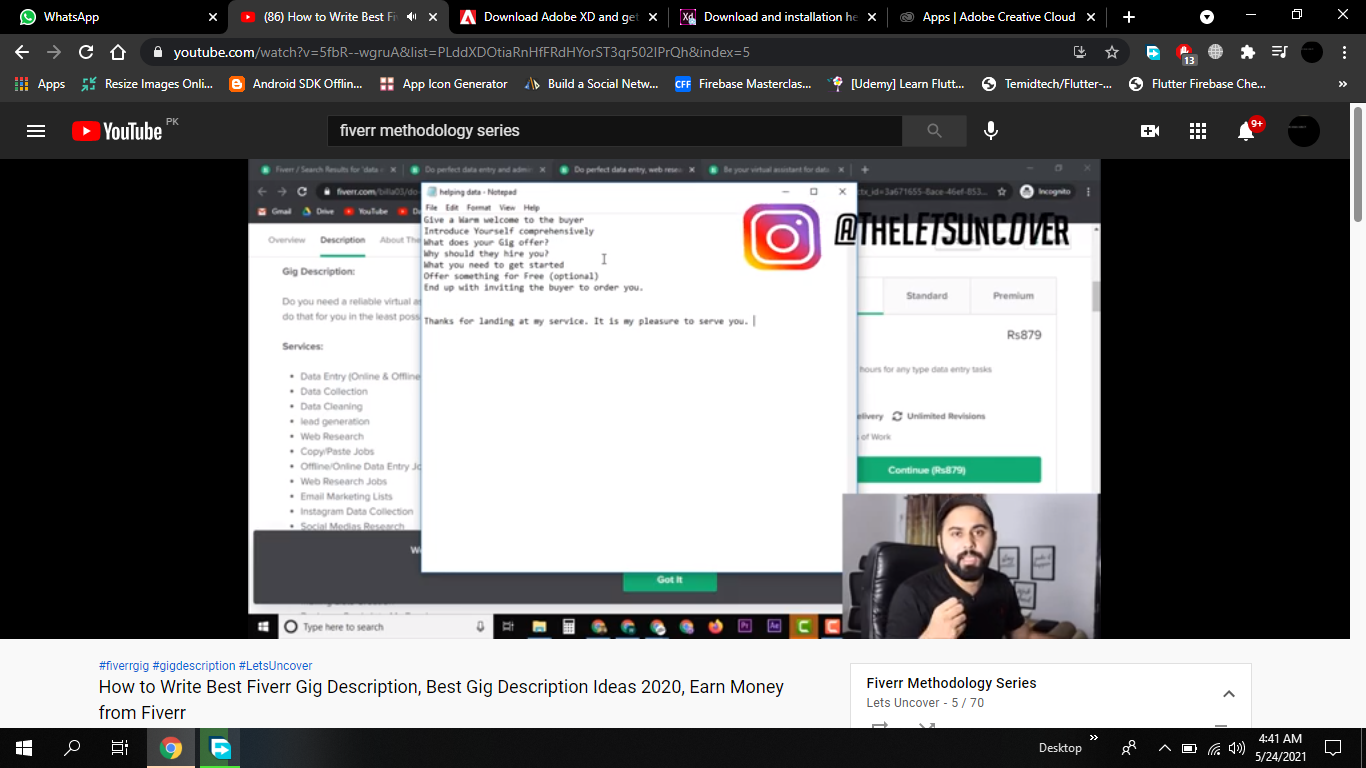 WhatsApp
(86) How to Write Best Fi
Download Adobe XD and get
Download and installation he
Apps | Adobe Creative Cloud
youtube.com/watch?v=5fbR--wgruA&list=PLddXDOtiaRnHfFRdHYorST3qr502IPrQh&index=5
13
Apps
Resize Images Onli...
Android SDK Offlin...
App Icon Generator
Build a Social Netw...
CFF
Firebase Masterclas...
[Udemy] Learn Flutt...
Temidtech/Flutter-...
Flutter Firebase Che...
YouTube PK
fiverr methodology series
9+
Fiverr / Search Results for 'data
Do perfect data entry and admi
Do perfect data entry, web rese
Be your virtual assistant for data
fiverr.com/billa03/do-
ctx_id=3a671655-8ace-46ef-853...
Incognito
Gmail
Drive
YouTube
helping data - Notepad
File Edit Format View Help
Give a Warm welcome to the buyer
Introduce Yourself comprehensively
What does your Gig offer?
Why should they hire you?
What you need to get started
Offer something for Free (optional)
End up with inviting the buyer to order you.
Thanks for landing at my service. It is my pleasure to serve you.
@THELETSUNCOVER
Overview
Description
About The
Gig Description:
Do you need a reliable virtual as
do that for you in the least poss
Services:
Data Entry (Online & Offline
Data Collection
Data Cleaning
lead generation
Web Research
Copy/Paste Jobs
Offline/Online Data Entry Jo
Web Research Jobs
Email Marketing Lists
Instagram Data Collection
Social Medias Research
Standard
Premium
Rs879
hours for any type data entry tasks
elivery
Unlimited Revisions
of Work
Continue (Rs879)
We
Got It
Type here to search
Pr
Ae
#fiverrgig #gigdescription #LetsUncover
How to Write Best Fiverr Gig Description, Best Gig Description Ideas 2020, Earn Money
from Fiverr
Fiverr Methodology Series
Lets Uncover - 5 / 70
Desktop
4:41 AM
5/24/2021